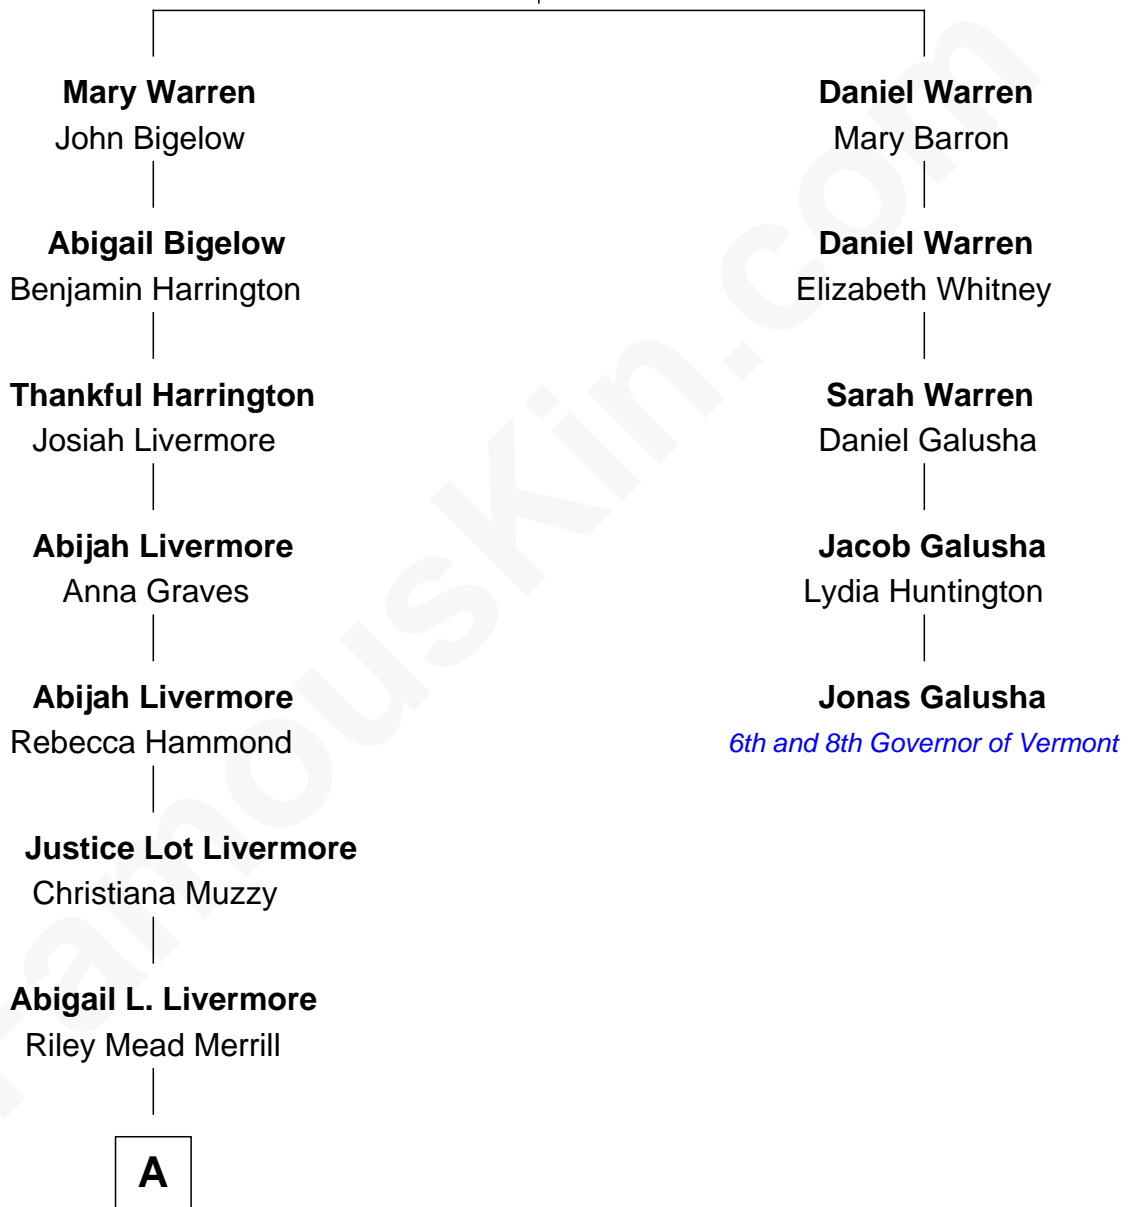 Mary Warren
John Bigelow
Abigail Bigelow
Benjamin Harrington
Thankful Harrington
Josiah Livermore
Abijah Livermore
Anna Graves
Abijah Livermore
Rebecca Hammond
Justice Lot Livermore
Christiana Muzzy
Abigail L. Livermore
Riley Mead Merrill
A
Daniel Warren
Mary Barron
Daniel Warren
Elizabeth Whitney
Sarah Warren
Daniel Galusha
Jacob Galusha
Lydia Huntington
Jonas Galusha
6th and 8th Governor of Vermont
FamousKin.com